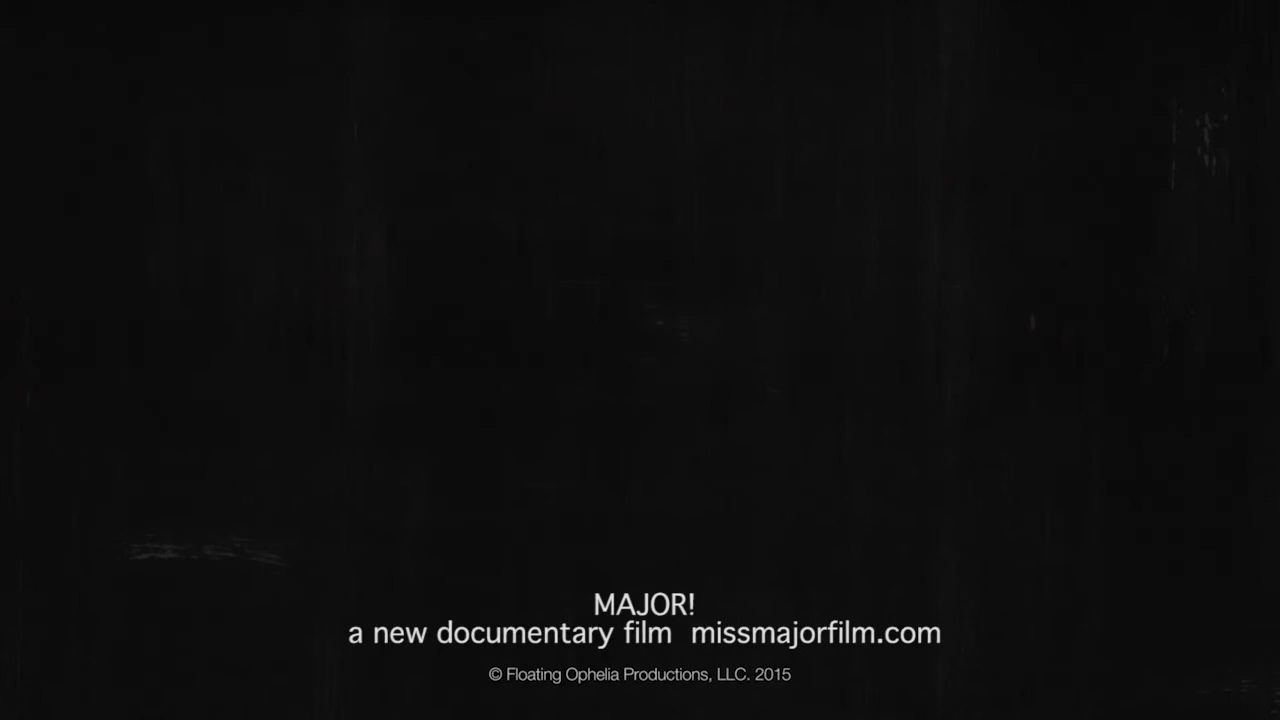 MAJOR!
a new documentary film missmajorfilm.com
© Floating Ophelia Productions, LLC. 2015